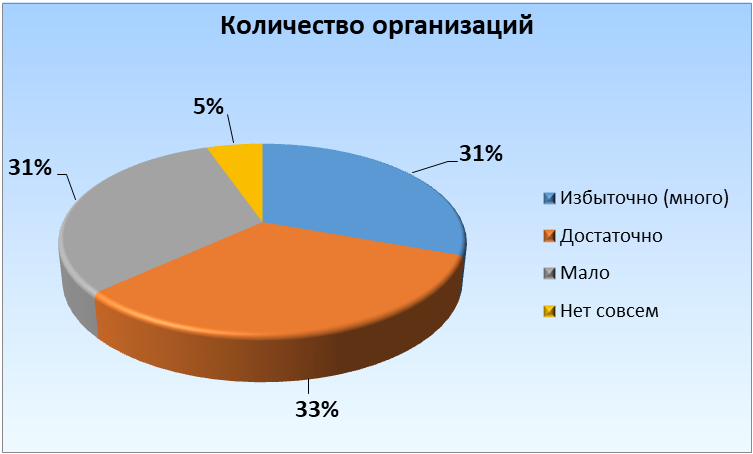 Количество организаций
5%
31%
31%
33%
Избыточно (много)
Достаточно
Мало
Нет совсем